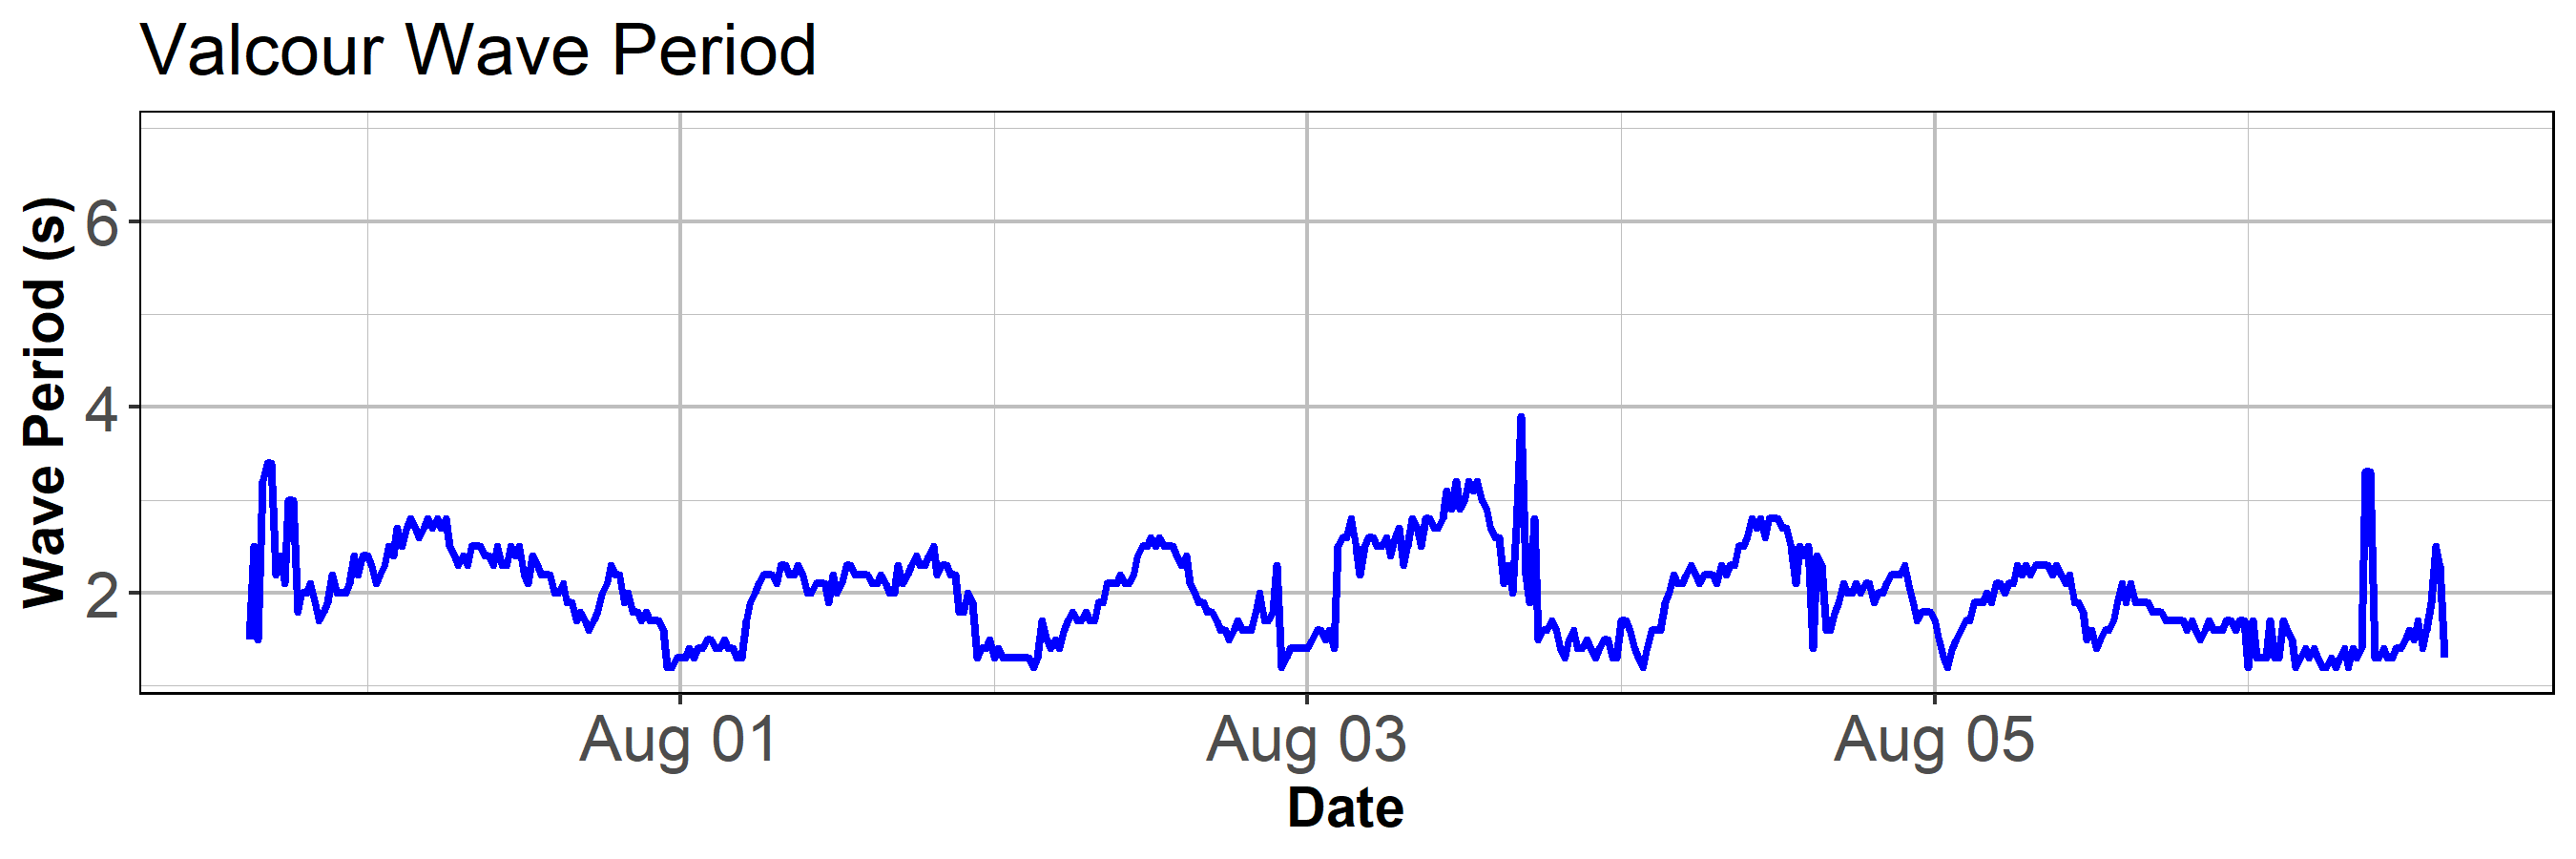 Valcour Wave Period
Wave Period (s)
6
4
2
Aug 01
Aug 03
Aug 05
Date